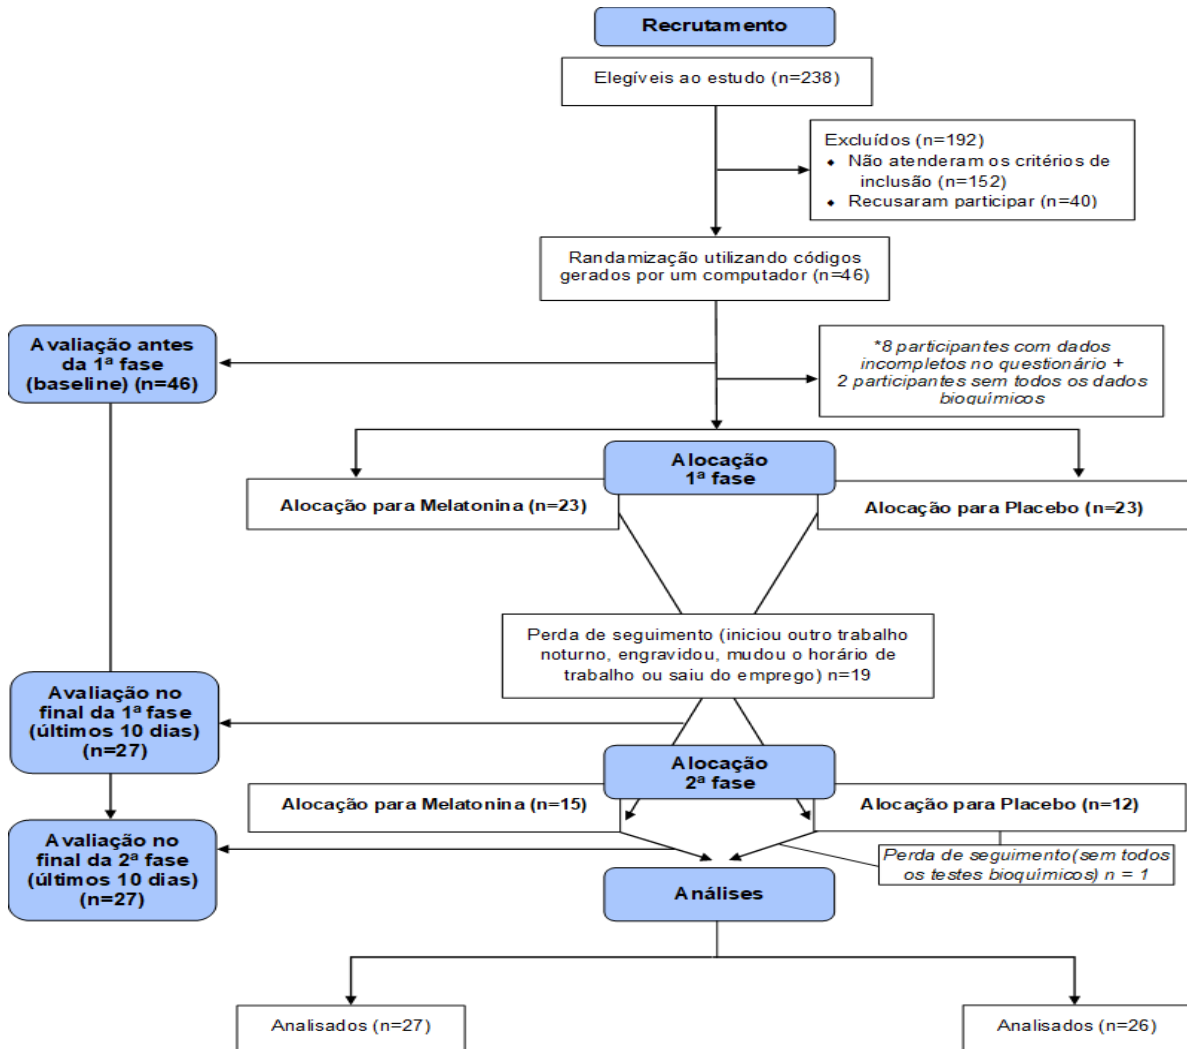 Recrutamento
Elegíveis ao estudo (n=238)
Excluídos (n=192)
⬥ Não atenderam os critérios de
inclusão (n=152)
⬥ Recusaram participar (n=40)
Randamização utilizando códigos
gerados por um computador (n=46)
Avaliação antes
da 1ª fase
(baseline) (n=46)
*8 participantes com dados
incompletos no questionário +
2 participantes sem todos os dados
bioquímicos
Alocação
1ª fase
Alocação para Melatonina (n=23)
Alocação para Placebo (n=23)
Perda de seguimento (iniciou outro trabalho
noturno, engravidou, mudou o horário de
trabalho ou saiu do emprego) n=19
Avaliação no
final da 1ª fase
(últimos 10 dias)
(n=27)
Alocação
2ª fase
Alocação para Melatonina (n=15)
Alocação para Placebo (n=12)
Avaliação no
final da 2ª fase
(últimos 10 dias)
(n=27)
Perda de seguimento(sem todos
os testes bioquímicos) n = 1
Análises
Analisados (n=27)
Analisados (n=26)